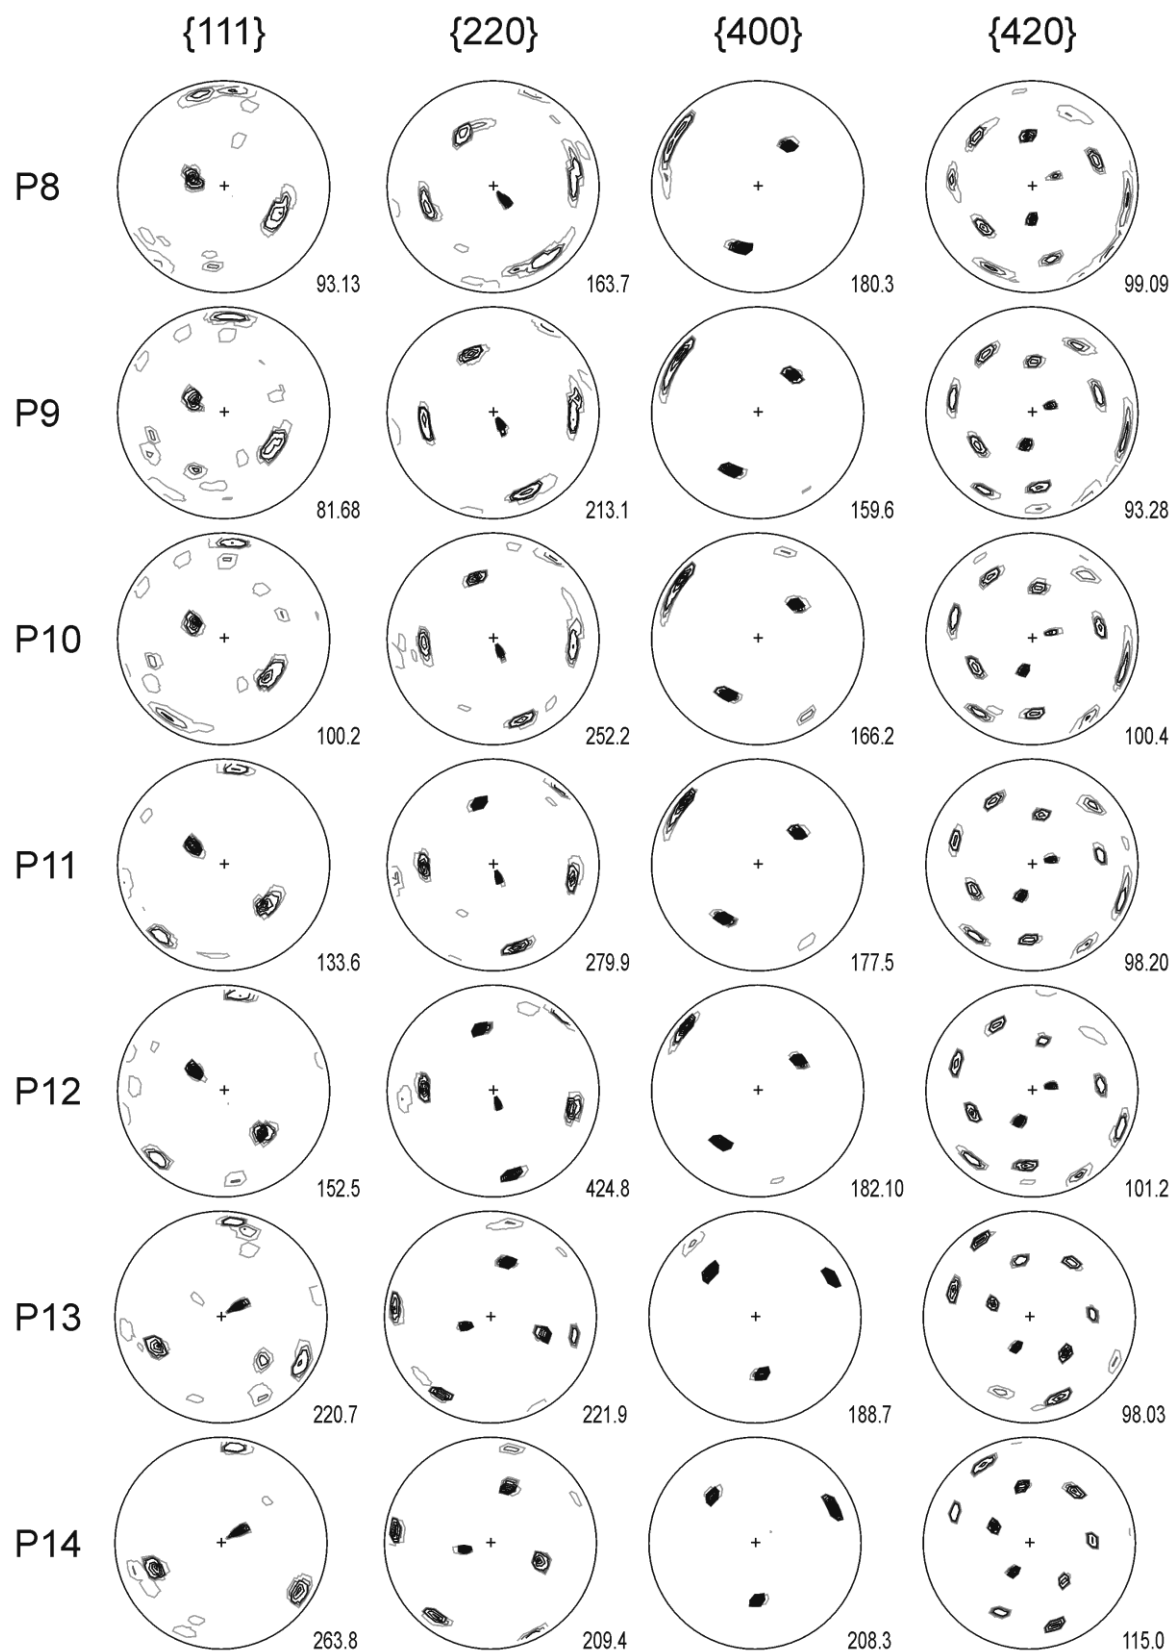 {111} {220} {400} {420}
P8
93.13 163.7 180.3 99.09
P9
81.68 213.1 159.6 93.28
P10
100.2 252.2 166.2 100.4
P11
133.6 279.9 177.5 98.20
P12
152.5 424.8 182.10 101.2
P13
220.7 221.9 188.7 98.03
P14
263.8 209.4 208.3 115.0